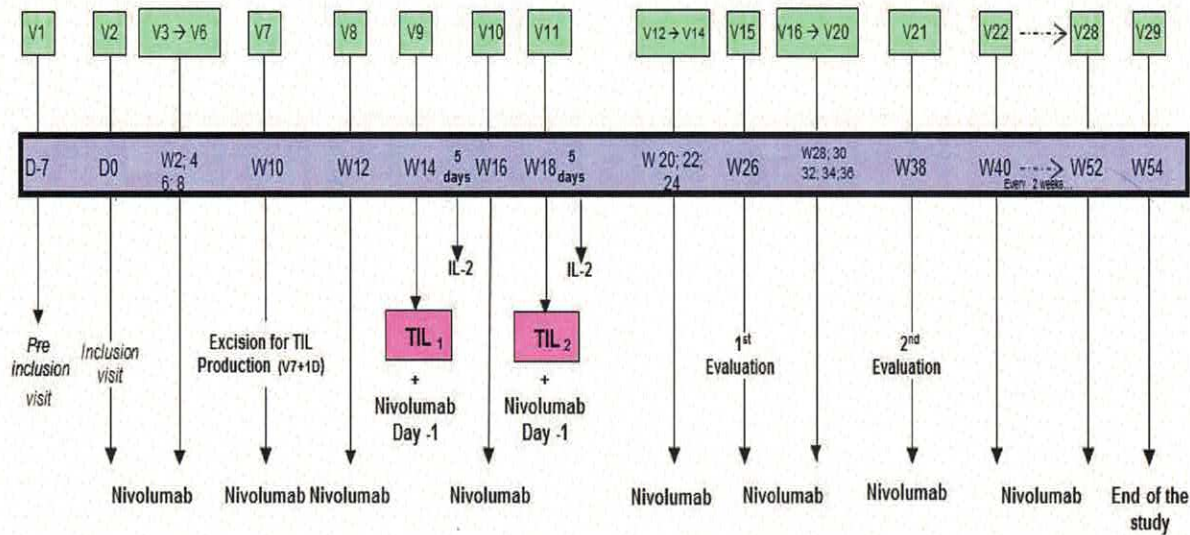 V1 V2 V3 → V6 V7 V8 V9 V10 V11 V12 → V14 V15 V16 → V20 V21 V22 V28 V29
D-7 D0 W2; 4 6; 8 W10 W12 W14 5 days W16 W18 5 days W 20; 22; 24 W26 W28; 30 32; 34; 36 W38 W40 W52 W54
Every 2 weeks...
IL-2 IL-2
TIL 1 TIL 2
Pre inclusion visit
Inclusion visit
Excision for TIL
Production (V7+1D)
+
Nivolumab
Day -1
+
Nivolumab
Day -1
1st
Evaluation
2nd
Evaluation
Nivolumab Nivolumab Nivolumab Nivolumab Nivolumab Nivolumab Nivolumab Nivolumab End of the
study